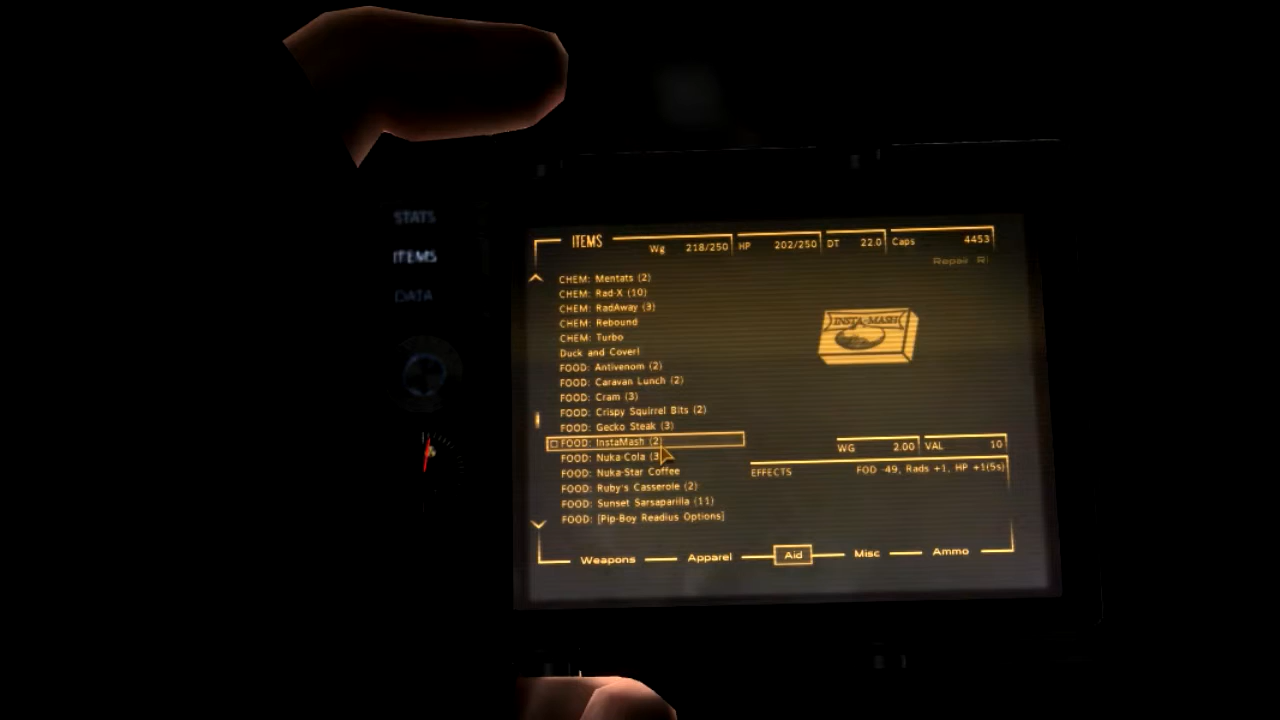 STATS
ITEMS
DATA
ITEMS Wg 218/250 HP 202/250 DT 22.0 Caps 4453
Repair R)
CHEM: Mentats (2)
CHEM: Rad-X (10)
CHEM: RadAway (3)
CHEM: Rebound
CHEM: Turbo
Duck and Cover!
FOOD: Antivenom (2)
FOOD: Caravan Lunch (2)
FOOD: Cram (3)
FOOD: Crispy Squirrel Bits (2)
FOOD: Gecko Steak (3)
FOOD: InstaMash (2)
FOOD: Nuka-Cola (3
FOOD: Nuka-Star Coffee
FOOD: Ruby's Casserole (2)
FOOD: Sunset Sarsaparilla (11)
FOOD: [Pip-Boy Readius Options]
INSTA-MASH
WG 2.00 VAL 10
EFFECTS FOD -49, Rads +1, HP +1(5s)
Weapons Apparel Aid Misc Ammo